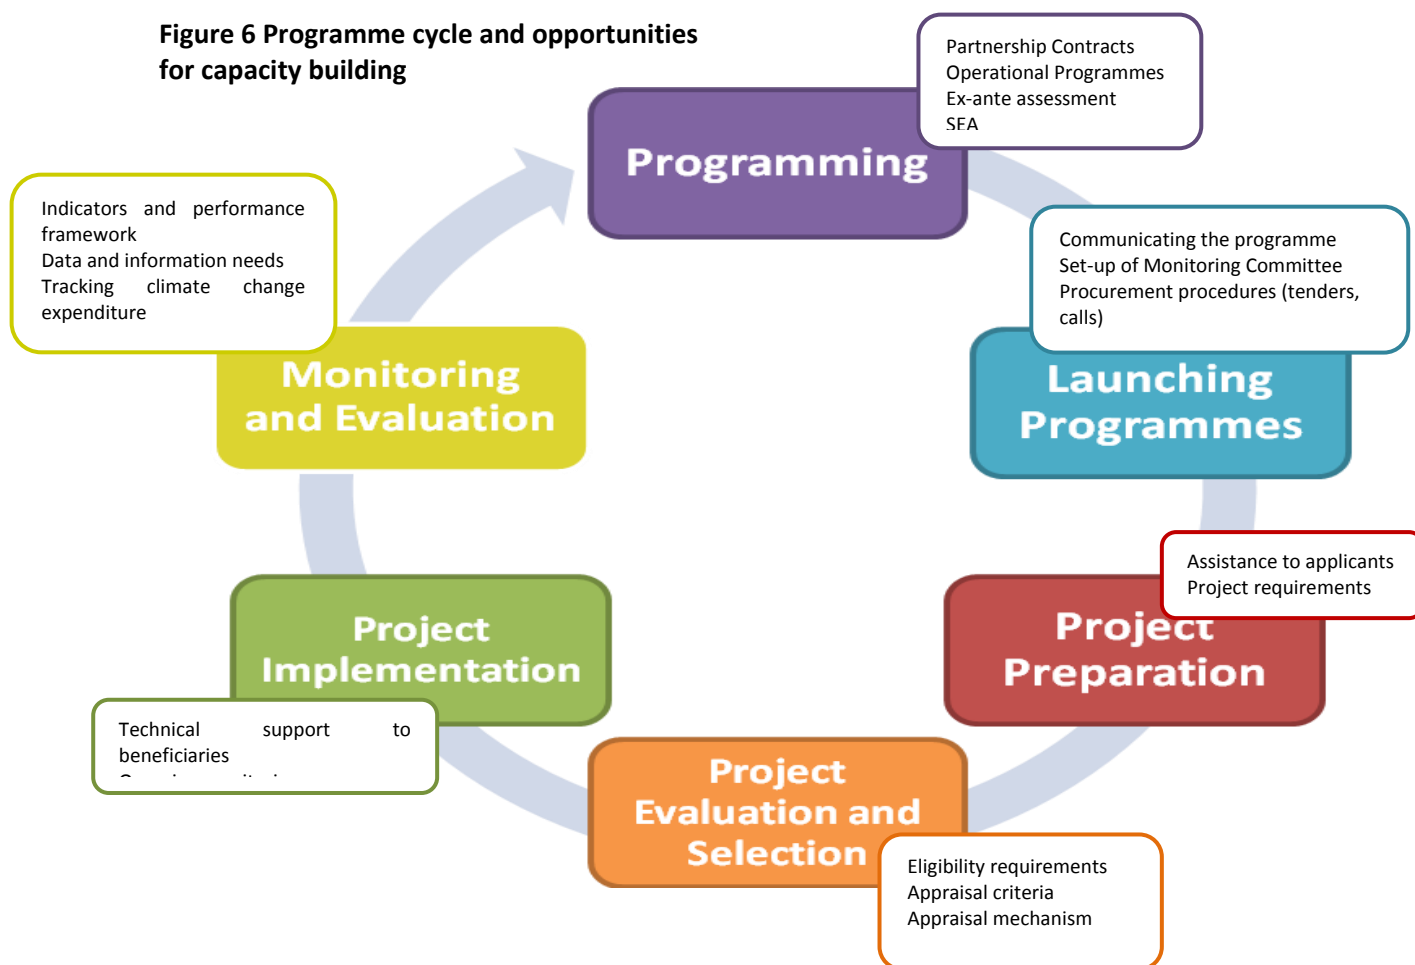 Figure 6 Programme cycle and opportunities
for capacity building
Programming
Partnership Contracts
Operational Programmes
Ex-ante assessment
SEA
Launching
Programmes
Communicating the programme
Set-up of Monitoring Committee
Procurement procedures (tenders,
calls)
Project
Preparation
Assistance to applicants
Project requirements
Project
Evaluation and
Selection
Eligibility requirements
Appraisal criteria
Appraisal mechanism
Project
Implementation
Technical support to
beneficiaries
Monitoring
and Evaluation
Indicators and performance
framework
Data and information needs
Tracking climate change
expenditure